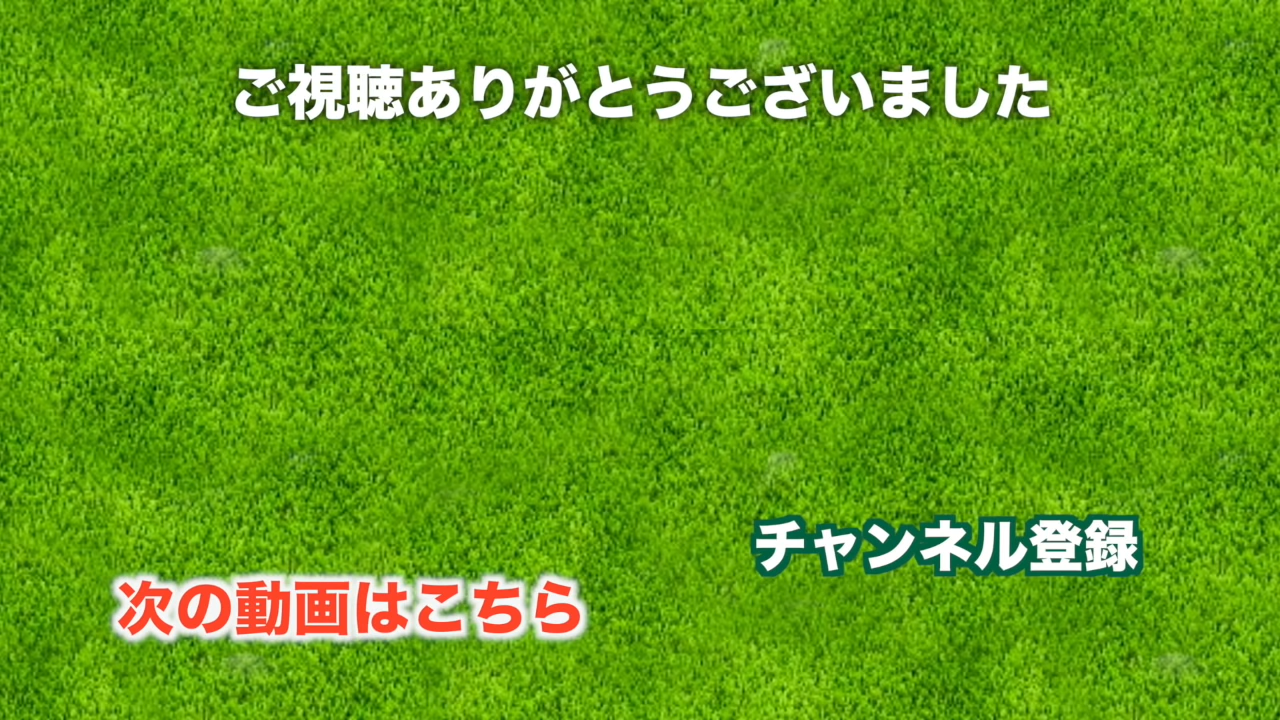 ご視聴ありがとうございました
チャンネル登録
次の動画はこちら